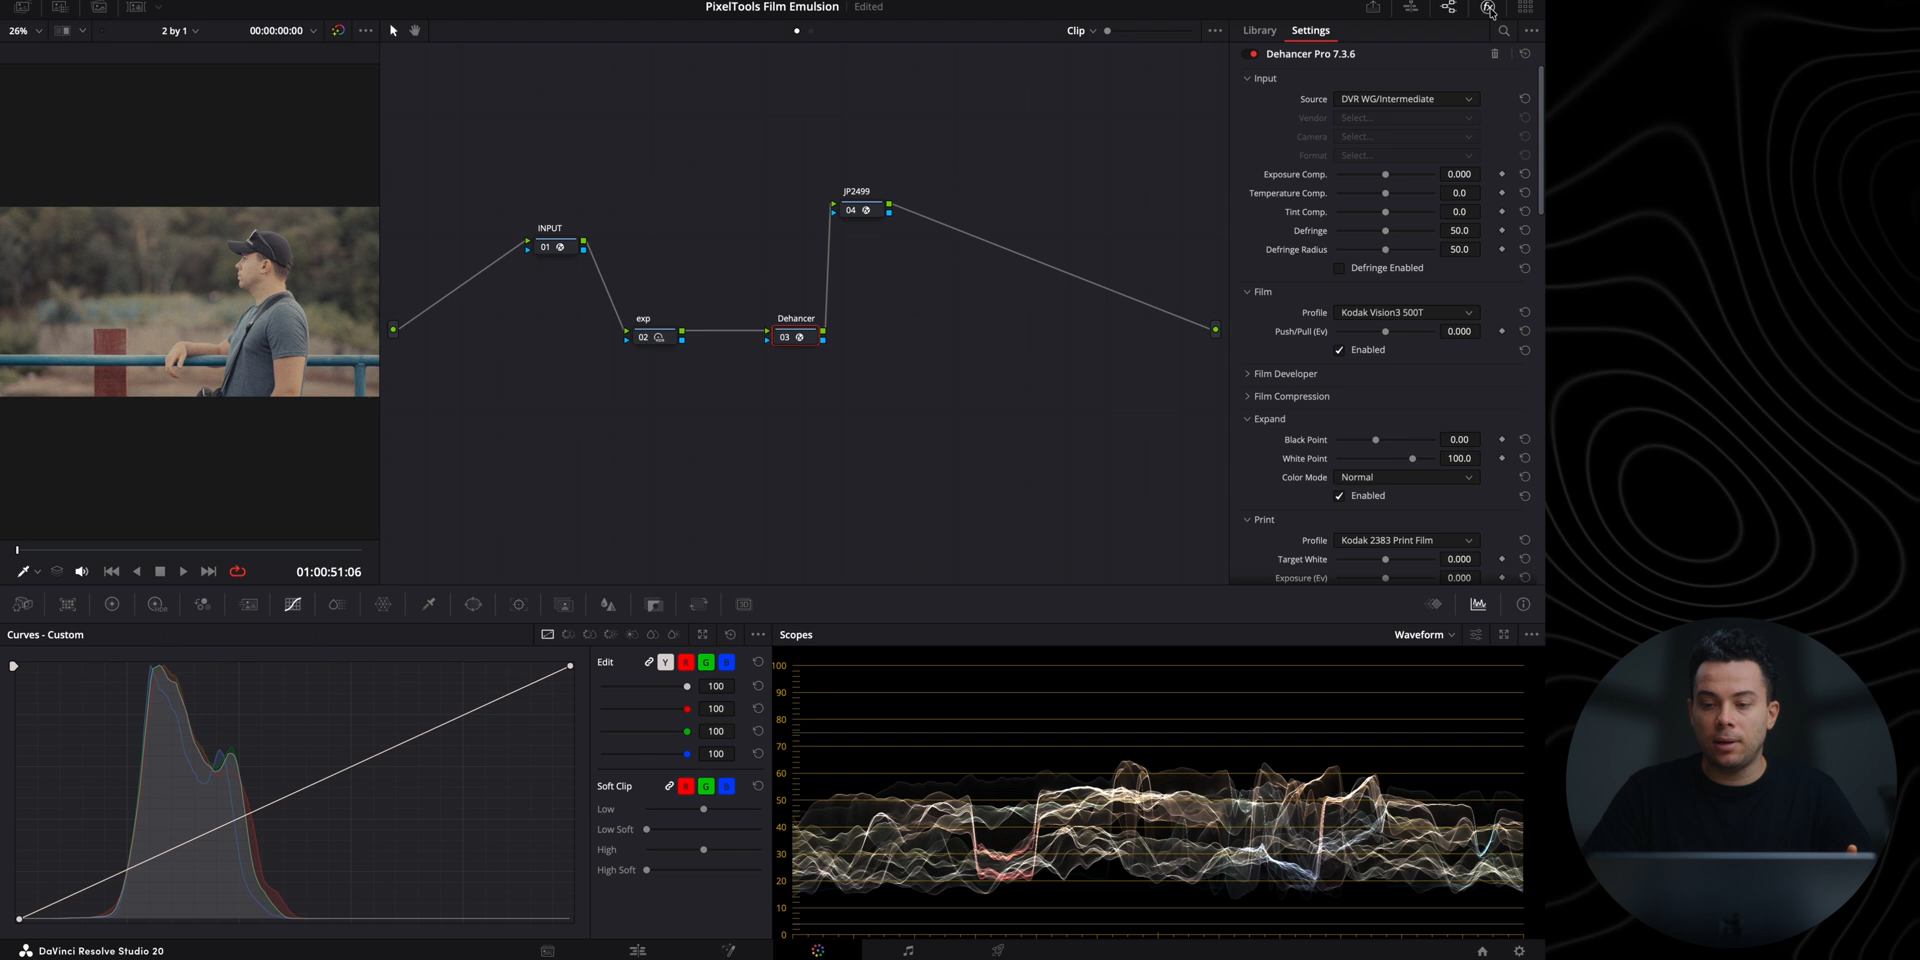 PixelTools Film Emulsion Edited
26% 2 by 1 00:00:00:00 Clip Library Settings
Dehancer Pro 7.3.6
Input
Source DVR WG/Intermediate
Vendor Select...
Camera Select...
Format Select...
Exposure Comp. 0.000
Temperature Comp. 0.0
Tint Comp. 0.0
Defringe 50.0
Defringe Radius 50.0
Defringe Enabled
Film
Profile Kodak Vision3 500T
Push/Pull (Ev) 0.000
Enabled
Film Developer
Film Compression
Expand
Black Point 0.00
White Point 100.0
Color Mode Normal
Enabled
Print
Profile Kodak 2383 Print Film
Target White 0.000
Exposure (Ev) 0.000
INPUT
01
exp
02
Dehancer
03
JP2499
04
01:00:51:06
HDR
3D
Curves - Custom
Edit Y R G B
100
100
100
100
Soft Clip R G B
Low
Low Soft
High
High Soft
Scopes Waveform
100
90
80
70
60
50
40
30
20
10
0
DaVinci Resolve Studio 20